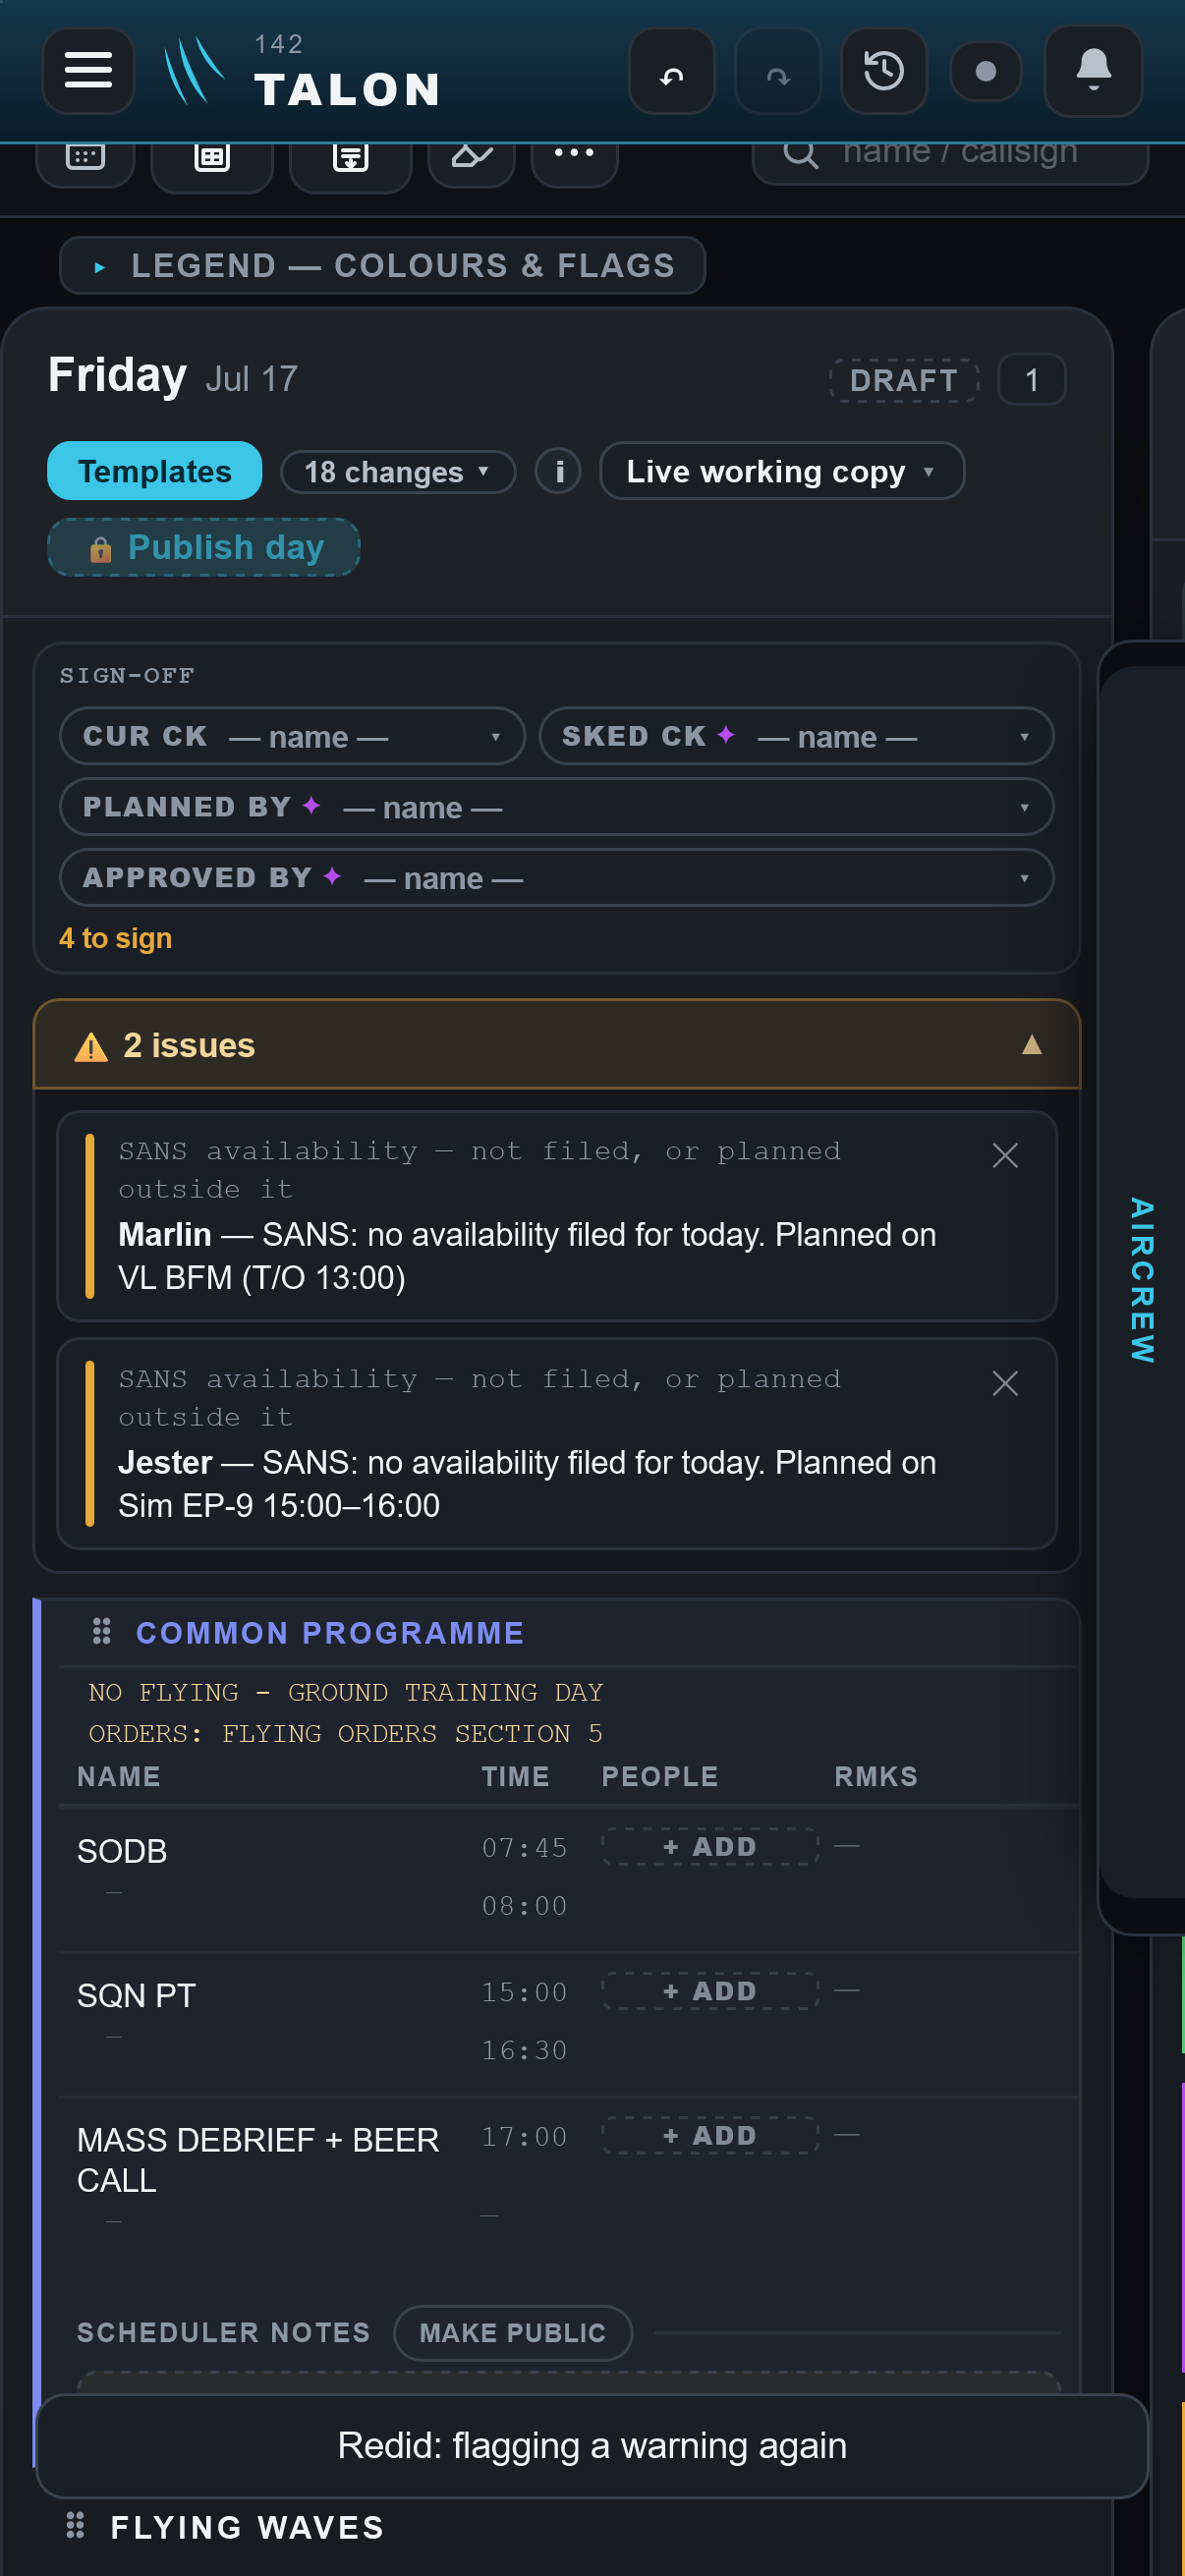 142
TALON
name / callsign
LEGEND — COLOURS & FLAGS
Friday Jul 17
DRAFT 1
Templates 18 changes i Live working copy
Publish day
SIGN-OFF
CUR CK — name — SKED CK ✦ — name —
PLANNED BY ✦ — name —
APPROVED BY ✦ — name —
4 to sign
2 issues
SANS availability — not filed, or planned
outside it
Marlin — SANS: no availability filed for today. Planned on
VL BFM (T/O 13:00)
SANS availability — not filed, or planned
outside it
Jester — SANS: no availability filed for today. Planned on
Sim EP-9 15:00–16:00
AIRCREW
COMMON PROGRAMME
NO FLYING - GROUND TRAINING DAY
ORDERS: FLYING ORDERS SECTION 5
NAME TIME PEOPLE RMKS
SODB 07:45 + ADD —
— 08:00
SQN PT 15:00 + ADD —
— 16:30
MASS DEBRIEF + BEER 17:00 + ADD —
CALL
— —
SCHEDULER NOTES MAKE PUBLIC
Redid: flagging a warning again
FLYING WAVES